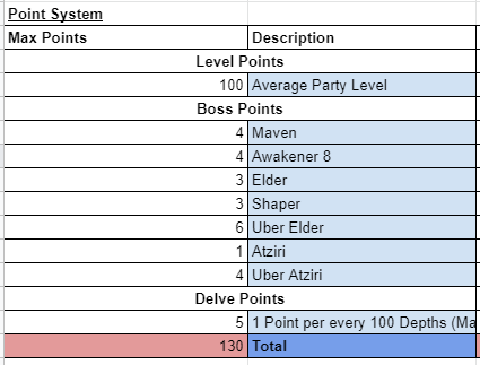 Point System
Max Points Description
Level Points
100 Average Party Level
Boss Points
4 Maven
4 Awakener 8
3 Elder
3 Shaper
6 Uber Elder
1 Atziri
4 Uber Atziri
Delve Points
5 1 Point per every 100 Depths (Ma
130 Total